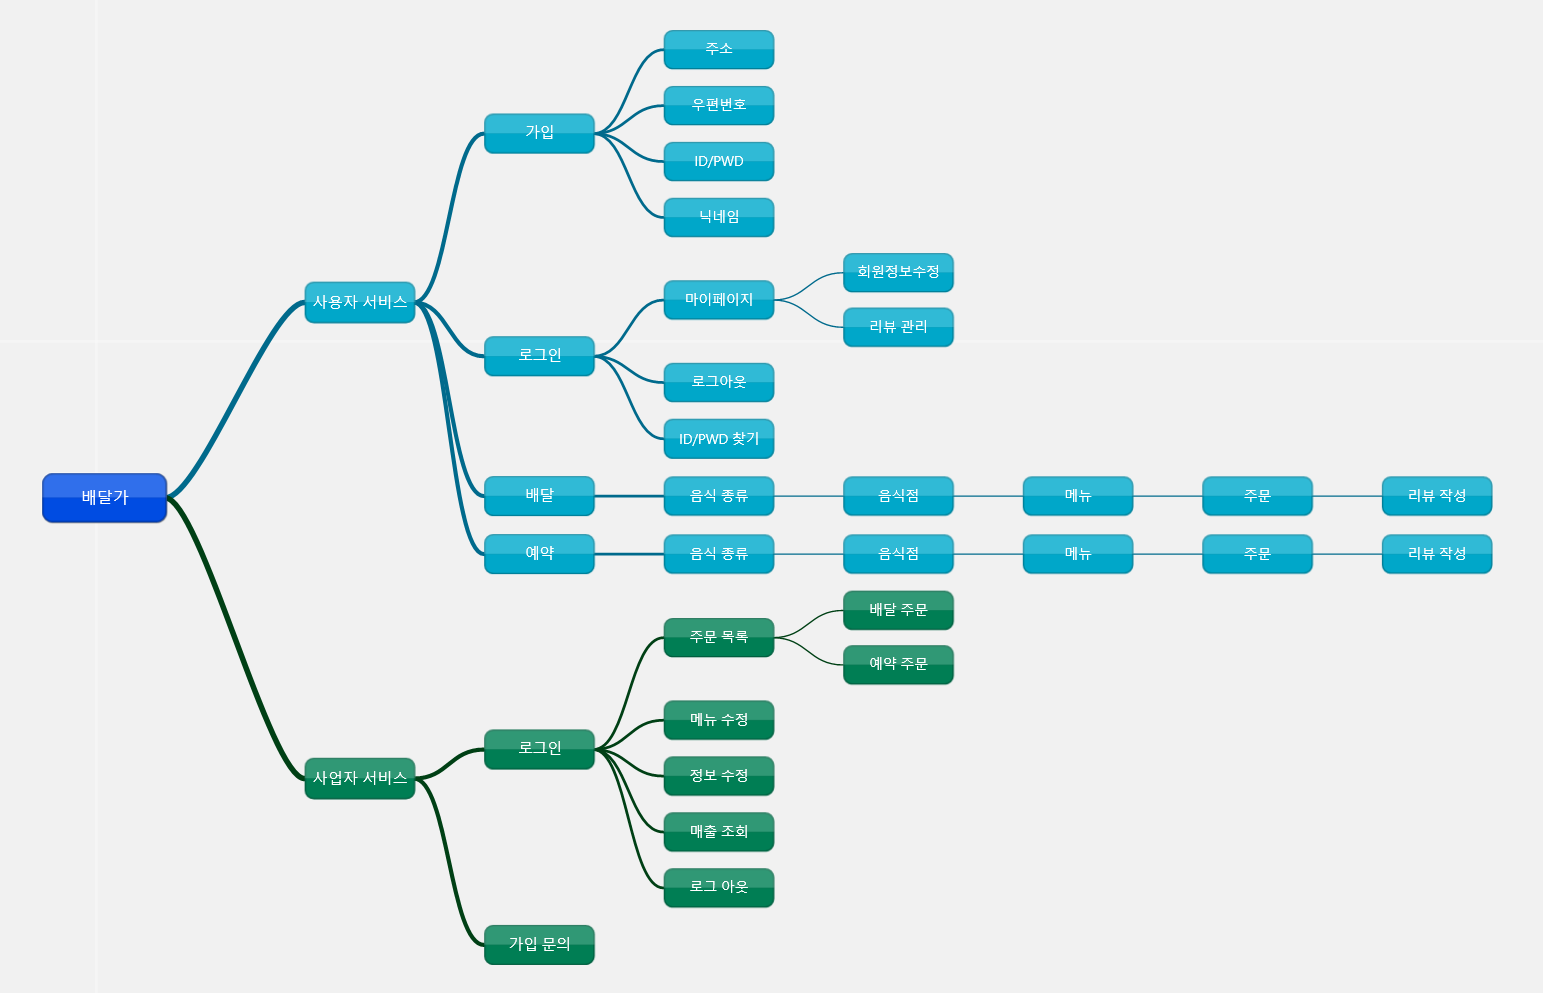 주소
우편번호
가입
ID/PWD
닉네임
회원정보수정
마이페이지
사용자 서비스
리뷰 관리
로그인
로그아웃
ID/PWD 찾기
배달가
배달
음식 종류
음식점
메뉴
주문
리뷰 작성
예약
음식 종류
음식점
메뉴
주문
리뷰 작성
배달 주문
주문 목록
예약 주문
메뉴 수정
로그인
사업자 서비스
정보 수정
매출 조회
로그 아웃
가입 문의